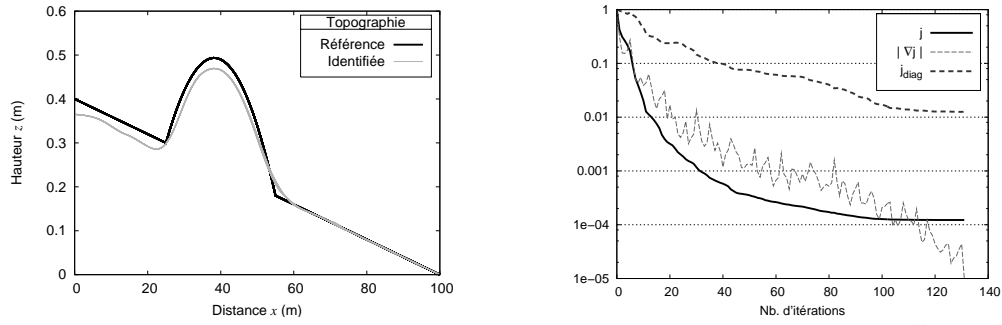 Topographie
Référence
Identifiée
0.6
0.5
0.4
0.3
0.2
0.1
0
Hauteur z (m)
0 20 40 60 80 100
Distance x (m)
j
| ∇j |
j_diag
1
0.1
0.01
0.001
1e−04
1e−05
0 20 40 60 80 100 120 140
Nb. d'itérations